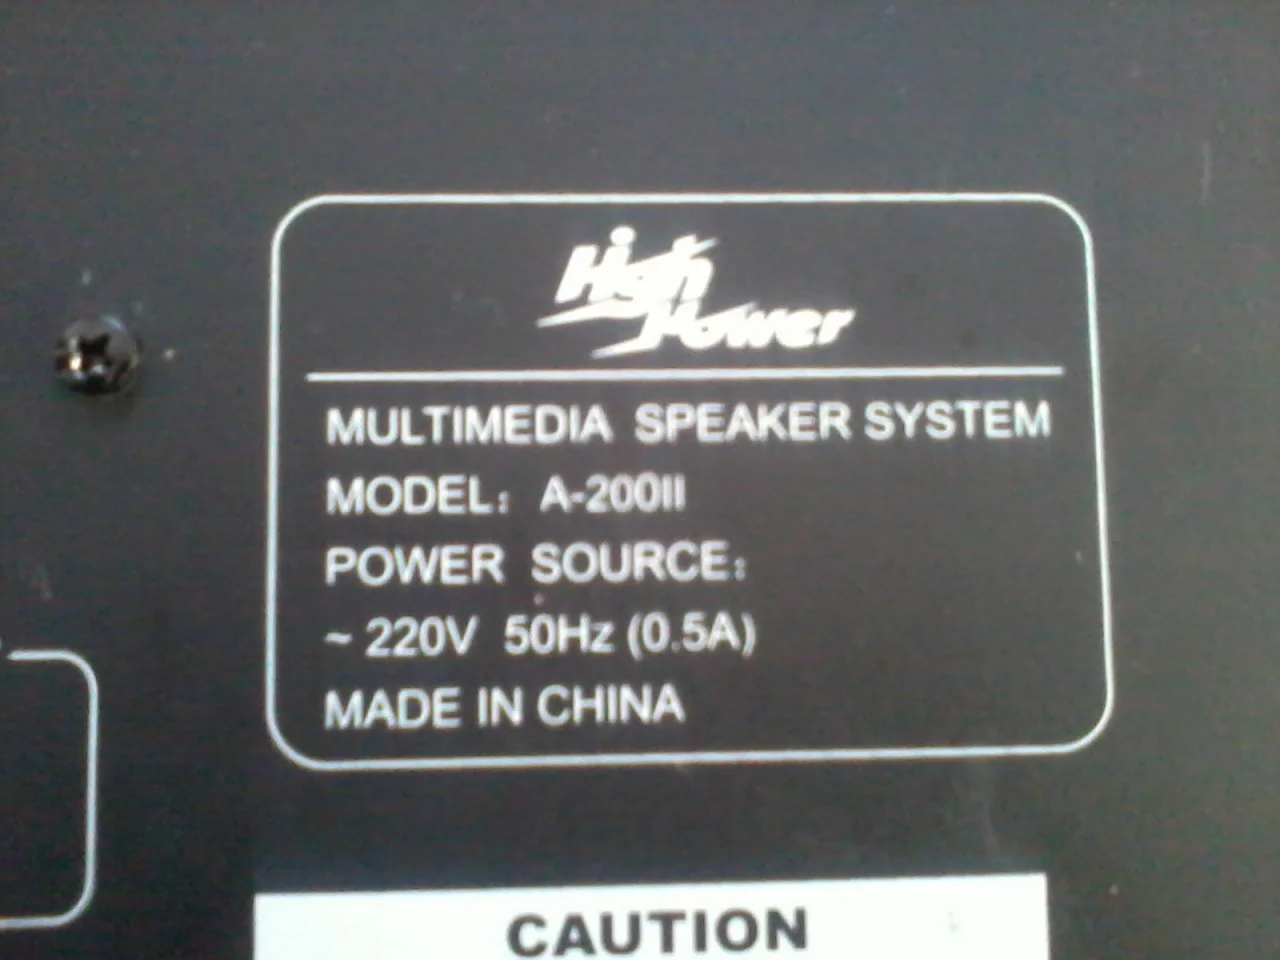 High
Power
MULTIMEDIA SPEAKER SYSTEM
MODEL: A-200II
POWER SOURCE:
~ 220V 50Hz (0.5A)
MADE IN CHINA
CAUTION